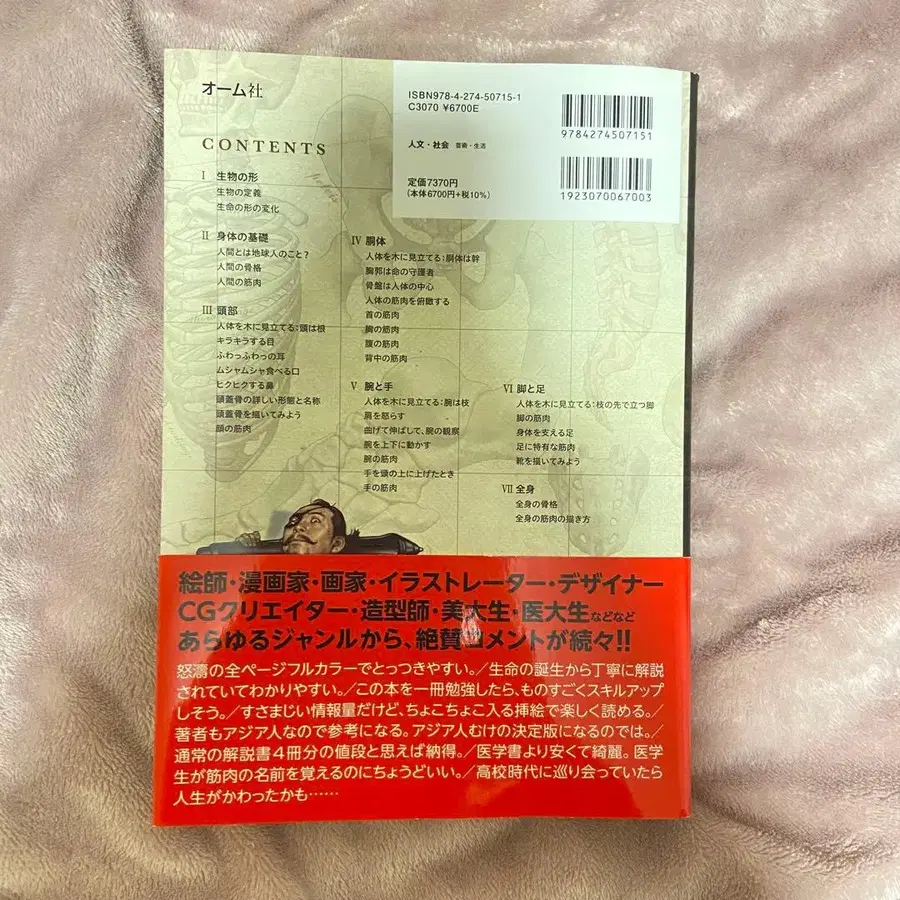 オーム社
ISBN978-4-274-50715-1
C3070 ¥6700E
9784274507151
人文・社会 芸術・生活
定価7370円
(本体6700円+税10%)
1923070067003
CONTENTS
I 生物の形
生物の定義
生命の形の変化
II 身体の基礎
人間とは地球人のこと?
人間の骨格
人間の筋肉
III 頭部
人体を木に見立てる:頭は根
キラキラする目
ふわっふわっの耳
ムシャムシャ食べる口
ヒクヒクする鼻
頭蓋骨の詳しい形態と名称
頭蓋骨を描いてみよう
顔の筋肉
IV 胴体
人体を木に見立てる:胴体は幹
胸郭は命の守護者
骨盤は人体の中心
人体の筋肉を俯瞰する
首の筋肉
胸の筋肉
腹の筋肉
背中の筋肉
V 腕と手
人体を木に見立てる:腕は枝
肩を怒らす
曲げて伸ばして、腕の観察
腕を上下に動かす
腕の筋肉
手を頭の上に上げたとき
手の筋肉
VI 脚と足
人体を木に見立てる:枝の先で立つ脚
脚の筋肉
身体を支える足
足に特有な筋肉
靴を描いてみよう
VII 全身
全身の骨格
全身の筋肉の描き方
絵師・漫画家・画家・イラストレーター・デザイナー
CGクリエイター・造型師・美大生・医大生などなど
あらゆるジャンルから、絶賛コメントが続々!!
怒濤の全ページフルカラーでとっつきやすい。/生命の誕生から丁寧に解説
されていてわかりやすい。/この本を一冊勉強したら、ものすごくスキルアップ
しそう。/すさまじい情報量だけど、ちょこちょこ入る挿絵で楽しく読める。/
著者もアジア人なので参考になる。アジア人むけの決定版になるのでは。/
通常の解説書4冊分の値段と思えば納得。/医学書より安くて綺麗。医学
生が筋肉の名前を覚えるのにちょうどいい。/高校時代に巡り会っていたら
人生がかわったかも……